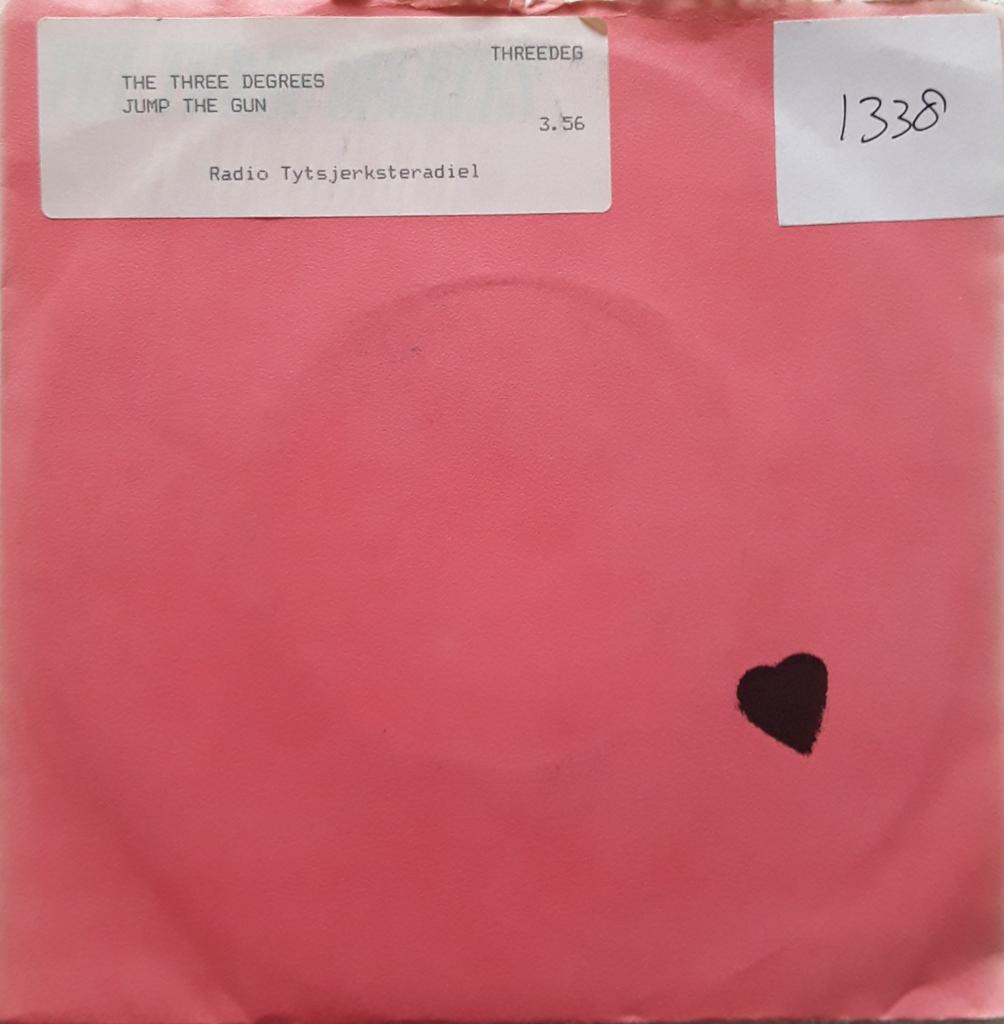 THREEDEG
THE THREE DEGREES
JUMP THE GUN
3.56
Radio Tytsjerksteradiel
1338